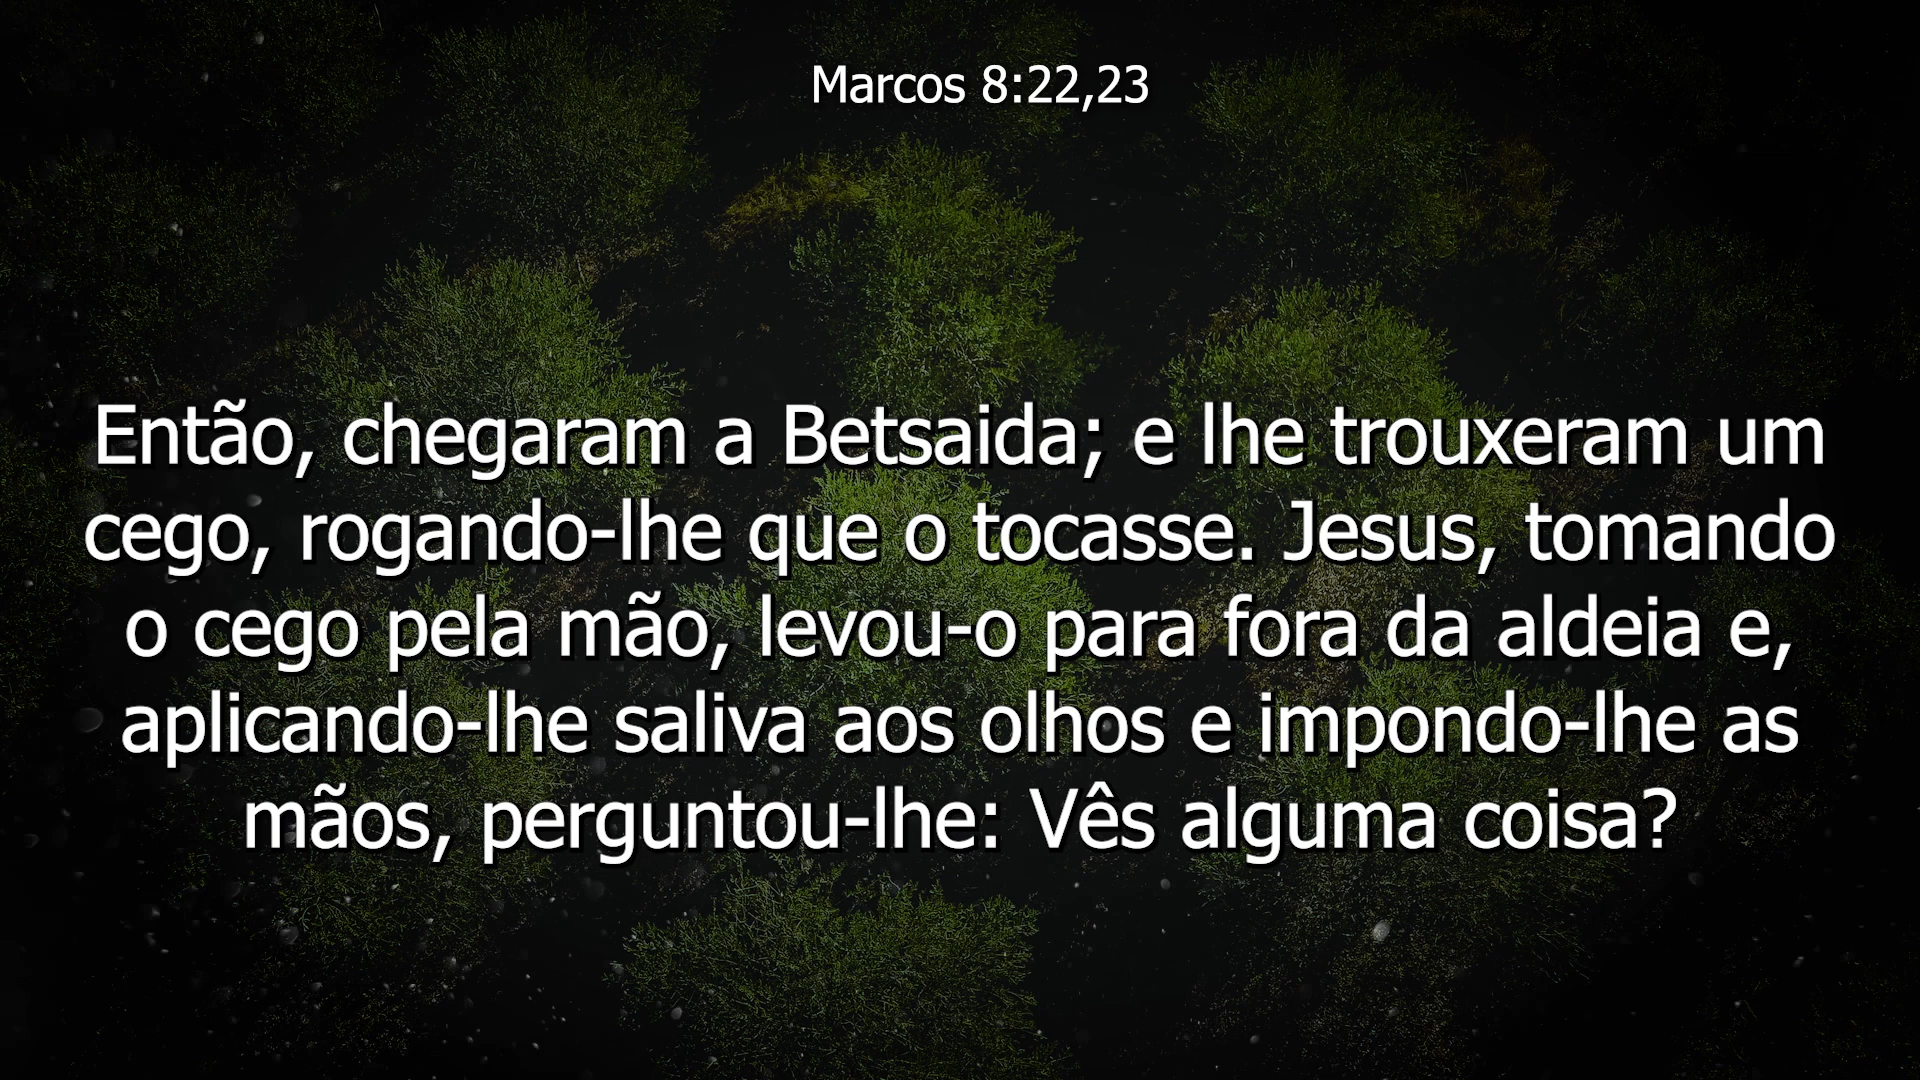 Marcos 8:22,23
Então, chegaram a Betsaida; e lhe trouxeram um
cego, rogando-lhe que o tocasse. Jesus, tomando
o cego pela mão, levou-o para fora da aldeia e,
aplicando-lhe saliva aos olhos e impondo-lhe as
mãos, perguntou-lhe: Vês alguma coisa?